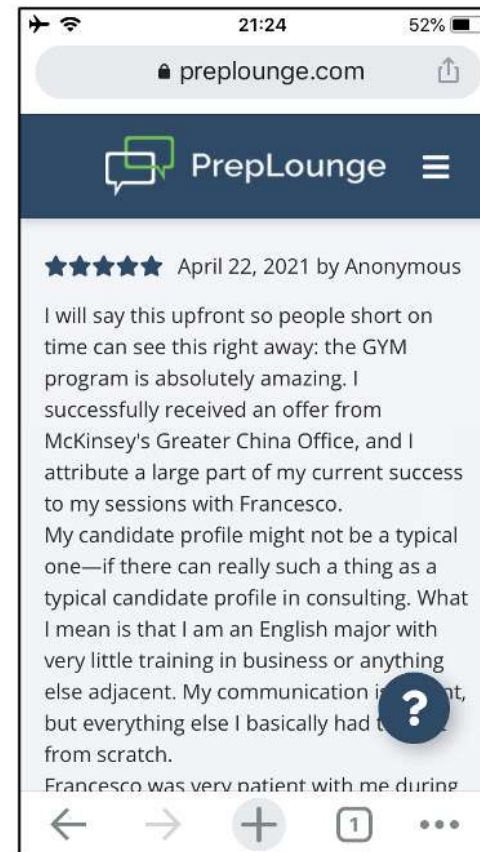 21:24
52%
preplounge.com
PrepLounge
April 22, 2021 by Anonymous
I will say this upfront so people short on
time can see this right away: the GYM
program is absolutely amazing. I
successfully received an offer from
McKinsey's Greater China Office, and I
attribute a large part of my current success
to my sessions with Francesco.
My candidate profile might not be a typical
one—if there can really such a thing as a
typical candidate profile in consulting. What
I mean is that I am an English major with
very little training in business or anything
else adjacent. My communication
but everything else I basically had
from scratch.
Francesco was very patient with me during
?
1